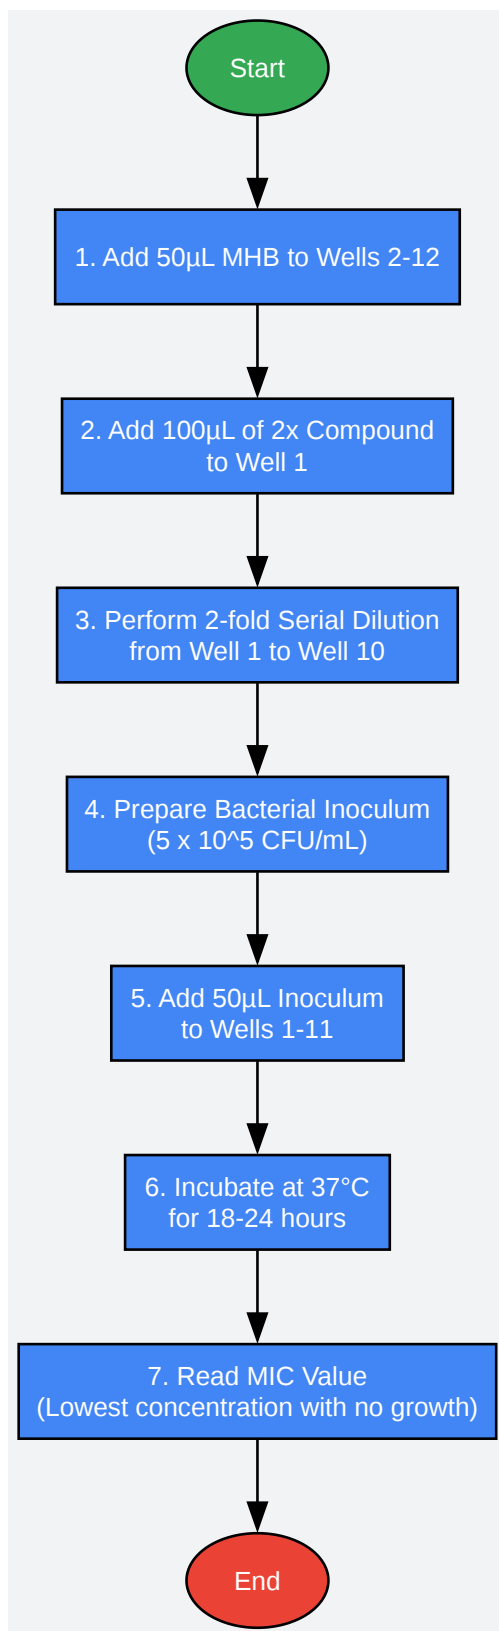 Start
1. Add 50µL MHB to Wells 2-12
2. Add 100µL of 2x Compound
to Well 1
3. Perform 2-fold Serial Dilution
from Well 1 to Well 10
4. Prepare Bacterial Inoculum
(5 x 10^5 CFU/mL)
5. Add 50µL Inoculum
to Wells 1-11
6. Incubate at 37°C
for 18-24 hours
7. Read MIC Value
(Lowest concentration with no growth)
End